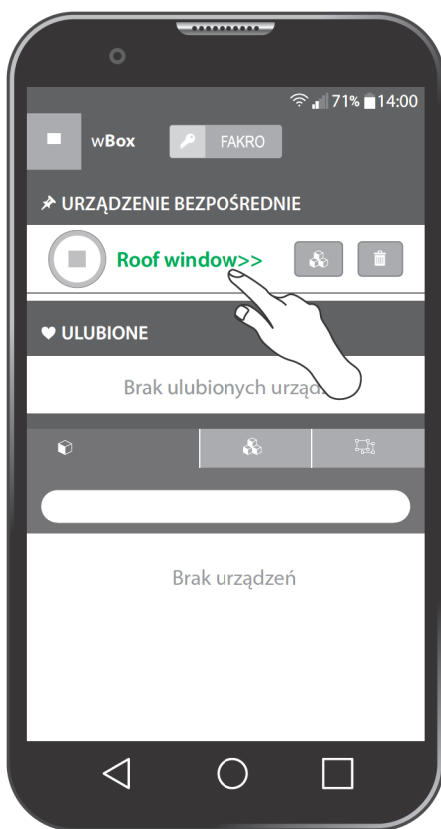 71% 14:00
wBox FAKRO
URZĄDZENIE BEZPOŚREDNIE
Roof window>>
ULUBIONE
Brak ulubionych urząd
Brak urządzeń